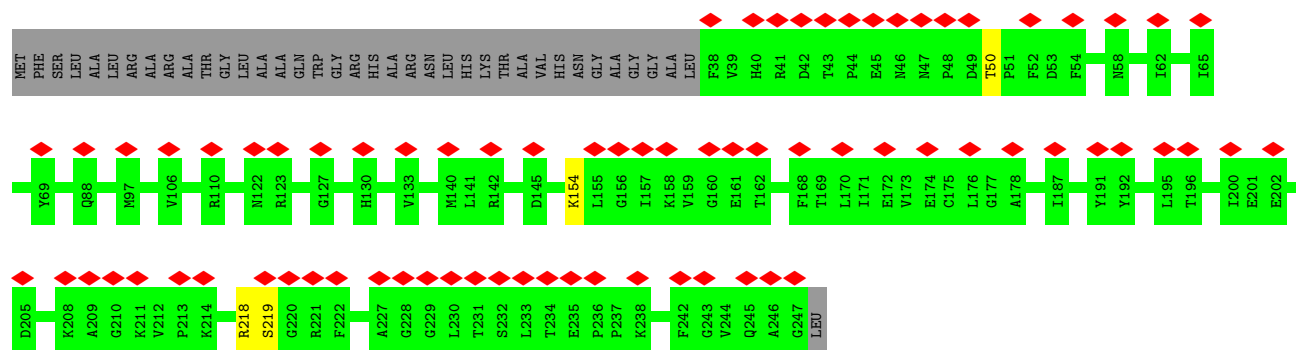 MET PHE SER LEU ALA LEU ARG ALA ARG ALA THR GLY LEU ALA ALA GLN TRP GLY ARG HIS ALA ARG ASN LEU HIS LYS THR ALA VAL HIS ASN GLY ALA GLY GLY ALA LEU F38 V39 H40 R41 D42 T43 P44 E45 N46 N47 P48 D49 T50 P51 F52 D53 F54 N58 I62 I65
Y69 Q88 M97 V106 R110 N122 R123 G127 H130 V133 M140 L141 R142 D145 K154 L155 G156 I157 K158 V159 G160 E161 T162 F168 T169 L170 I171 E172 V173 E174 C175 L176 G177 A178 I187 Y191 Y192 L195 T196 I200 E201 E202
D205 K208 A209 G210 K211 V212 P213 K214 R218 S219 G220 R221 F222 A227 G228 G229 L230 T231 S232 L233 T234 E235 P236 P237 K238 F242 G243 V244 Q245 A246 G247 LEU